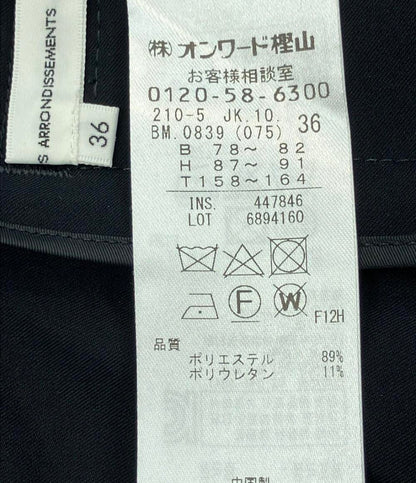 S ARRONDISSEMENTS
36
㈱ オンワード樫山
お客様相談室
0120-58-6300
210-5 JK.10.
BM.0839 (075) 36
B 78～ 82
H 87～ 91
T158～164
INS. 447846
LOT 6894160
F W F12H
品質
ポリエステル 89%
ポリウレタン 11%
中国製